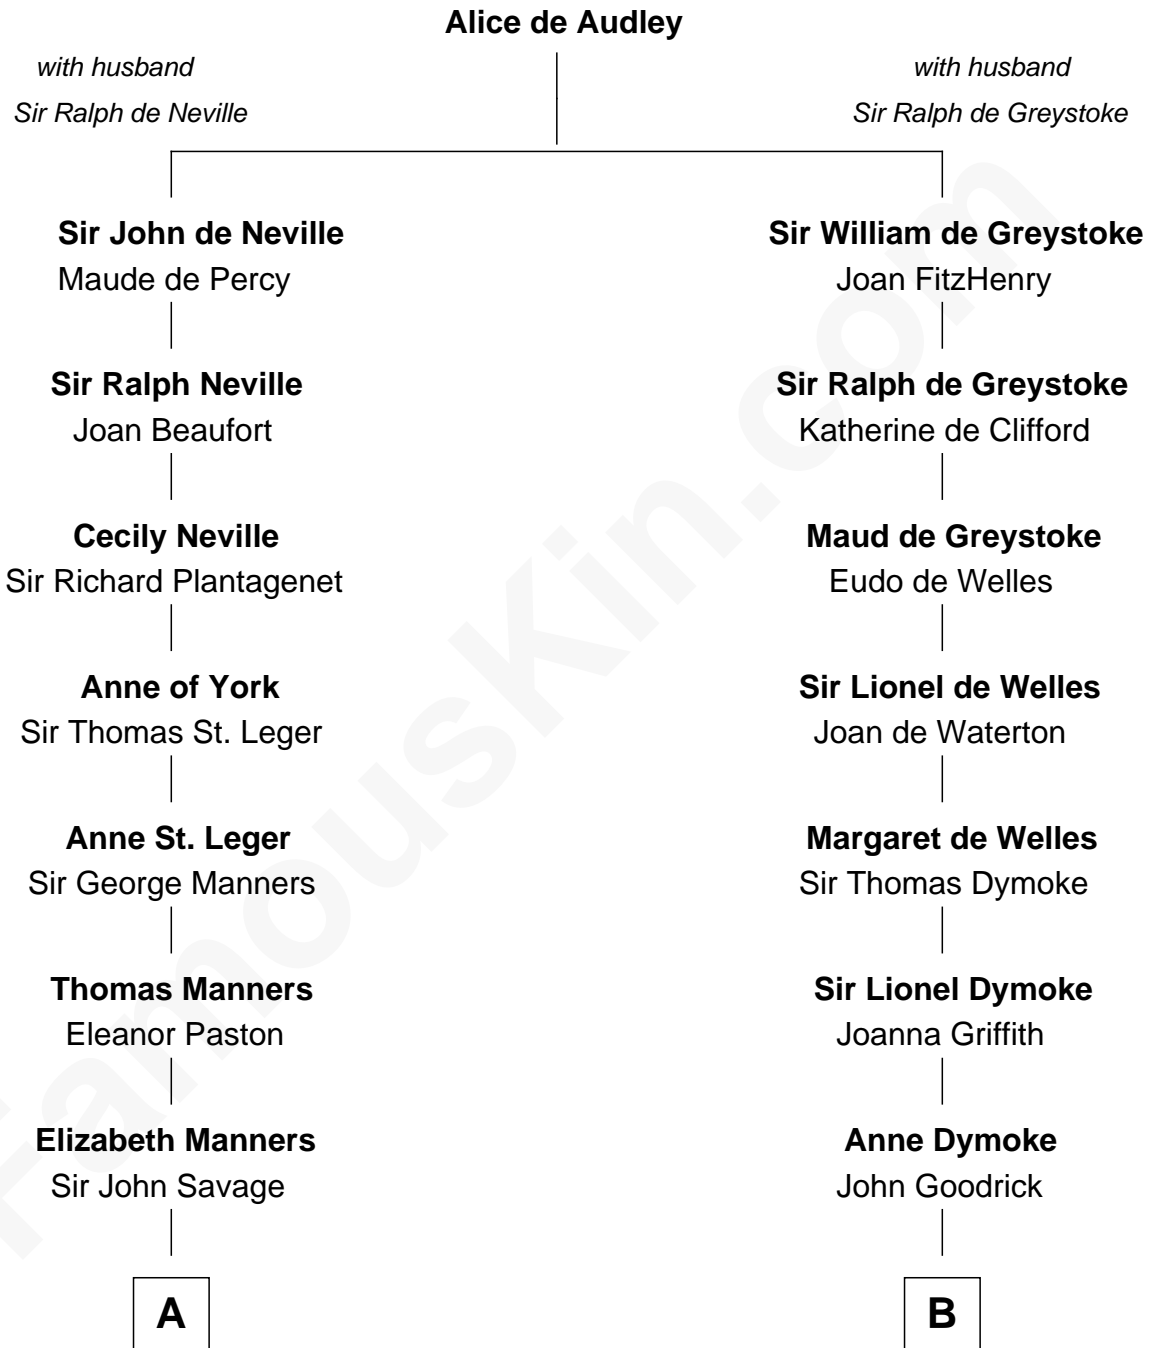 Alice de Audley
with husband
Sir Ralph de Neville
with husband
Sir Ralph de Greystoke
Sir John de Neville
Maude de Percy
Sir William de Greystoke
Joan FitzHenry
Sir Ralph Neville
Joan Beaufort
Sir Ralph de Greystoke
Katherine de Clifford
Cecily Neville
Sir Richard Plantagenet
Maud de Greystoke
Eudo de Welles
Anne of York
Sir Thomas St. Leger
Sir Lionel de Welles
Joan de Waterton
Anne St. Leger
Sir George Manners
Margaret de Welles
Sir Thomas Dymoke
Thomas Manners
Eleanor Paston
Sir Lionel Dymoke
Joanna Griffith
Elizabeth Manners
Sir John Savage
Anne Dymoke
John Goodrick
A
B
FamousKin.com